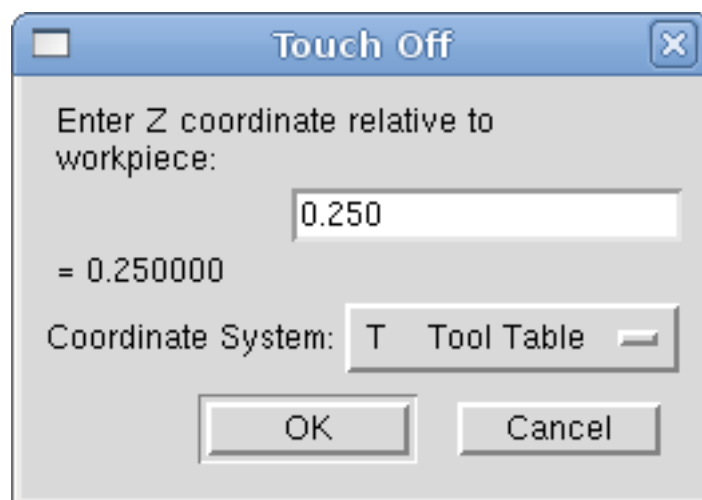 Touch Off
Enter Z coordinate relative to
workpiece:
0.250
= 0.250000
Coordinate System: T Tool Table
OK Cancel